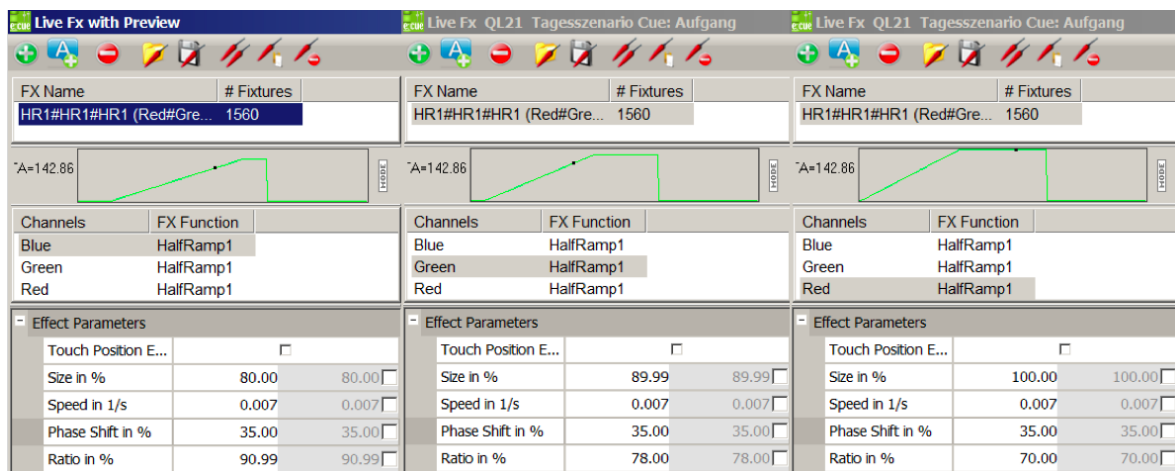 Live Fx with Preview
FX Name # Fixtures
HR1#HR1#HR1 (Red#Gre... 1560
A=142.86
MODE
Channels FX Function
Blue HalfRamp1
Green HalfRamp1
Red HalfRamp1
Effect Parameters
Touch Position E...
Size in % 80.00 80.00
Speed in 1/s 0.007 0.007
Phase Shift in % 35.00 35.00
Ratio in % 90.99 90.99
e:cue Live Fx QL21 Tagesszenario Cue: Aufgang
FX Name # Fixtures
HR1#HR1#HR1 (Red#Gre... 1560
A=142.86
MODE
Channels FX Function
Blue HalfRamp1
Green HalfRamp1
Red HalfRamp1
Effect Parameters
Touch Position E...
Size in % 89.99 89.99
Speed in 1/s 0.007 0.007
Phase Shift in % 35.00 35.00
Ratio in % 78.00 78.00
e:cue Live Fx QL21 Tagesszenario Cue: Aufgang
FX Name # Fixtures
HR1#HR1#HR1 (Red#Gre... 1560
A=142.86
MODE
Channels FX Function
Blue HalfRamp1
Green HalfRamp1
Red HalfRamp1
Effect Parameters
Touch Position E...
Size in % 100.00 100.00
Speed in 1/s 0.007 0.007
Phase Shift in % 35.00 35.00
Ratio in % 70.00 70.00